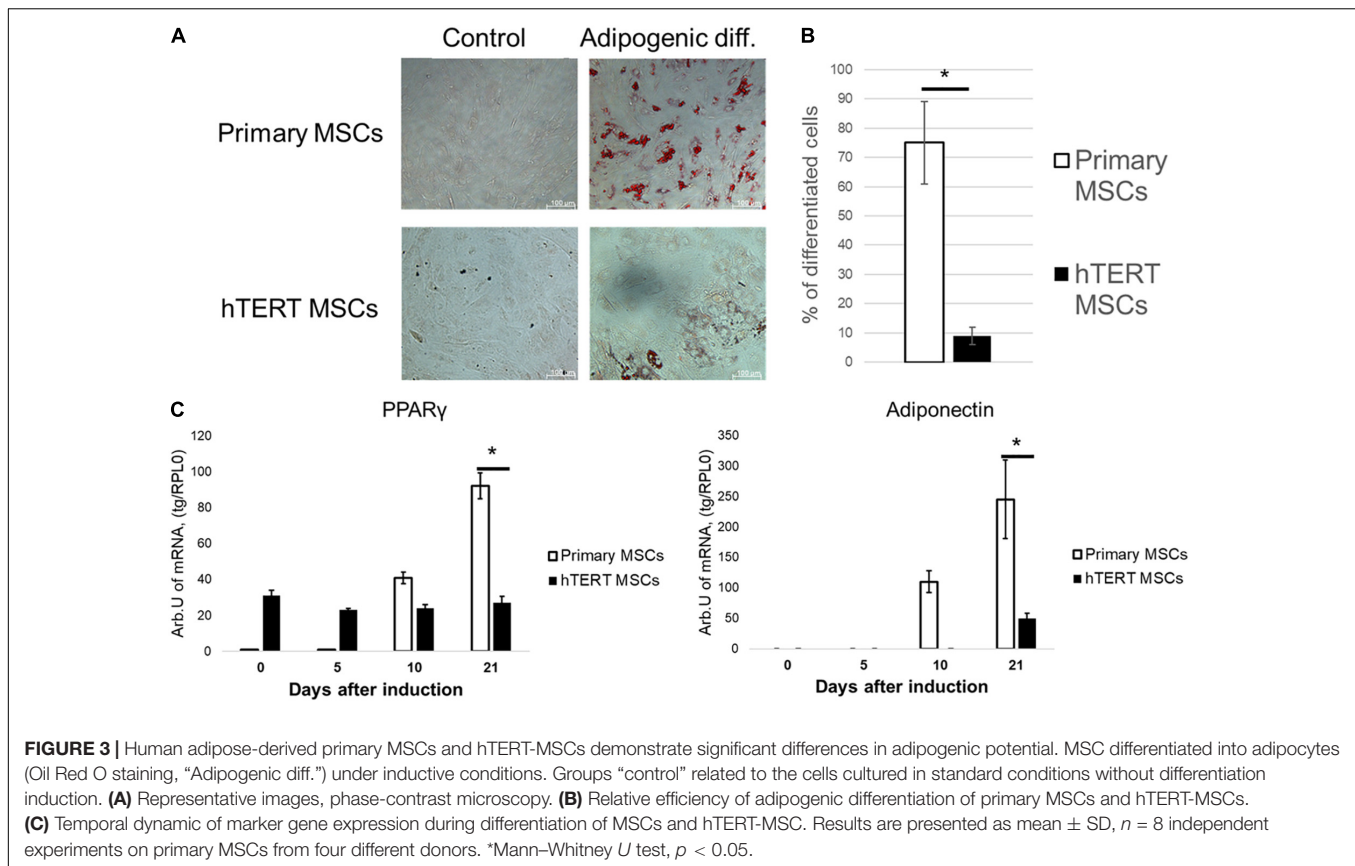 A
Control
Adipogenic diff.
Primary MSCs
100 µm
100 µm
hTERT MSCs
100 µm
100 µm
B
*
% of differentiated cells
100
90
80
70
60
50
40
30
20
10
0
Primary
MSCs
hTERT
MSCs
C
PPARγ
Arb.U of mRNA, (tg/RPL0)
120
100
80
60
40
20
0
*
Primary MSCs
hTERT MSCs
0 5 10 21
Days after induction
Adiponectin
Arb.U of mRNA, (tg/RPL0)
350
300
250
200
150
100
50
0
*
Primary MSCs
hTERT MSCs
0 5 10 21
Days after induction
FIGURE 3 | Human adipose-derived primary MSCs and hTERT-MSCs demonstrate significant differences in adipogenic potential. MSC differentiated into adipocytes
(Oil Red O staining, “Adipogenic diff.”) under inductive conditions. Groups “control” related to the cells cultured in standard conditions without differentiation
induction. (A) Representative images, phase-contrast microscopy. (B) Relative efficiency of adipogenic differentiation of primary MSCs and hTERT-MSCs.
(C) Temporal dynamic of marker gene expression during differentiation of MSCs and hTERT-MSC. Results are presented as mean ± SD, n = 8 independent
experiments on primary MSCs from four different donors. *Mann–Whitney U test, p < 0.05.